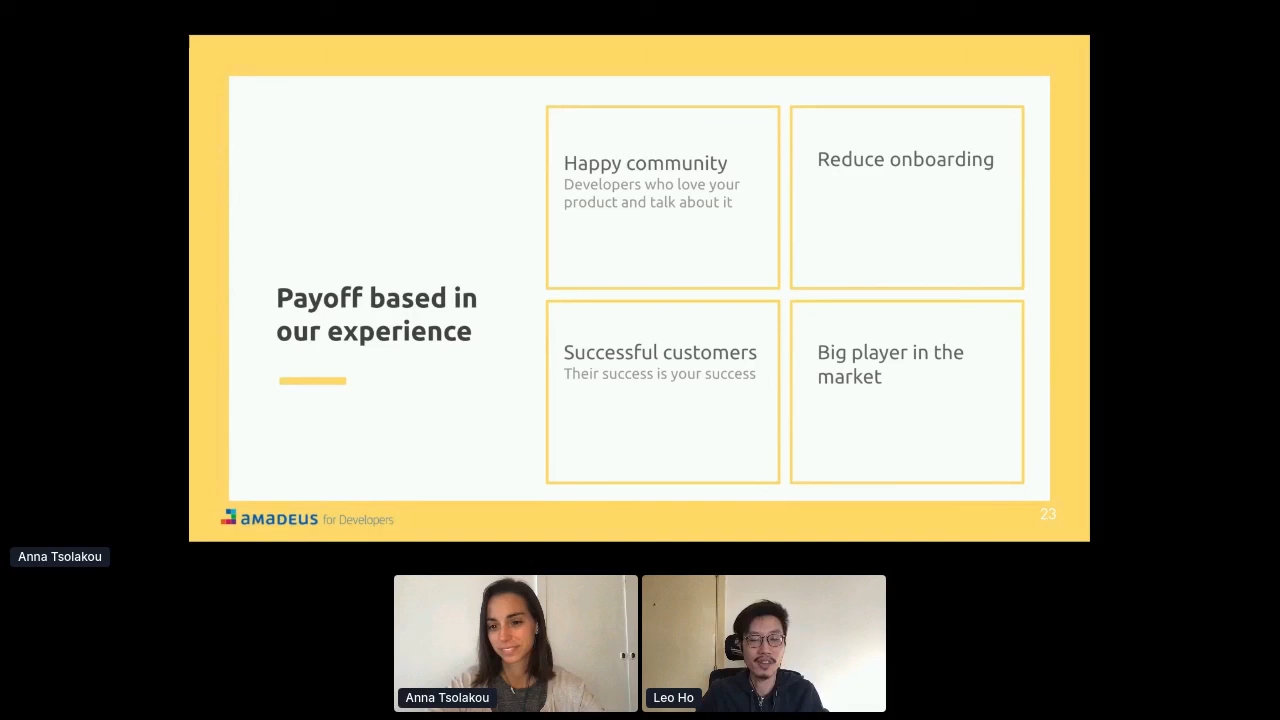 Payoff based in
our experience
Happy community
Developers who love your
product and talk about it
Reduce onboarding
Successful customers
Their success is your success
Big player in the
market
amadeus for Developers
23
Anna Tsolakou
Anna Tsolakou
Leo Ho